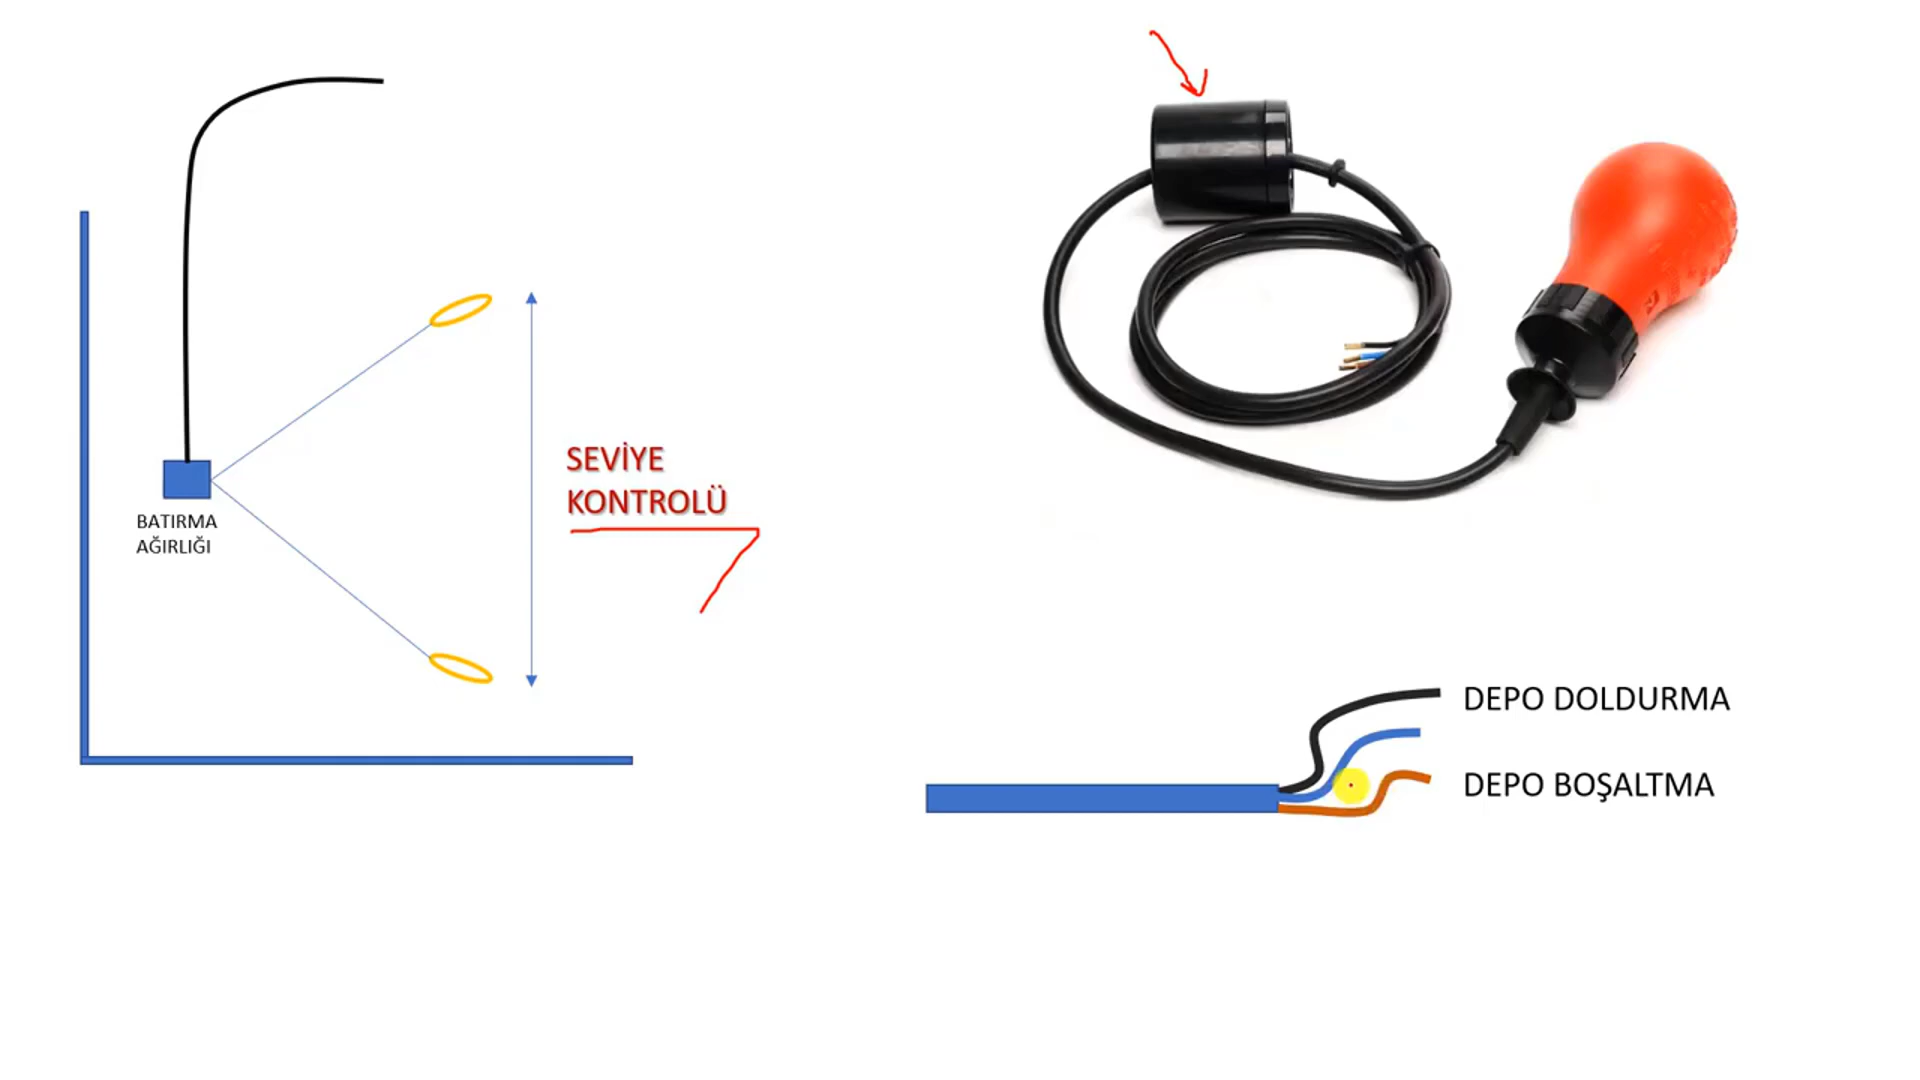 SEVİYE
KONTROLÜ
BATIRMA
AĞIRLIĞI
DEPO DOLDURMA
DEPO BOŞALTMA